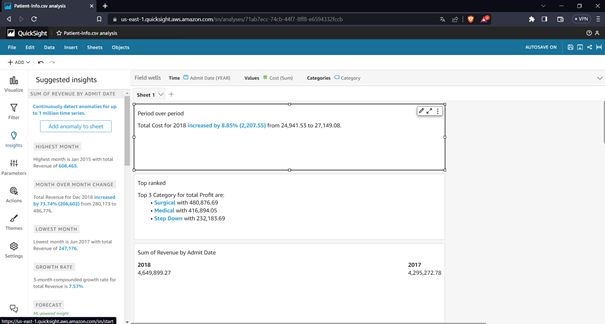 Patient-Info.csv analysis
us-east-1.quicksight.aws.amazon.com/sn/analyses/71ab7ecc-74cb-44f7-8ff8-e6594332fccb
VPN
QuickSight
Patient-Info.csv analysis
File Edit Data Insert Sheets Objects
AUTOSAVE ON
+ ADD
Visualize
Filter
Insights
Parameters
Actions
Themes
Settings
Suggested insights
SUM OF REVENUE BY ADMIT DATE
Continuously detect anomalies for up
to 1 million time series.
Add anomaly to sheet
HIGHEST MONTH
Highest month is Jan 2015 with total
Revenue of 608,465.
MONTH OVER MONTH CHANGE
Total Revenue for Dec 2018 increased
by 73.74% (206,602) from 280,173 to
486,776.
LOWEST MONTH
Lowest month is Jun 2017 with total
Revenue of 247,176.
GROWTH RATE
3-month compounded growth rate for
total Revenue is 7.57%.
FORECAST
ML-powered insight
https://us-east-1.quicksight.aws.amazon.com/sn/start
Field wells Time Admit Date (YEAR) Values Cost (Sum) Categories Category
Sheet 1
Period over period
Total Cost for 2018 increased by 8.85% (2,207.55) from 24,941.53 to 27,149.08.
Top ranked
Top 3 Category for total Profit are:
• Surgical with 480,876.69
• Medical with 416,894.05
• Step Down with 232,183.69
Sum of Revenue by Admit Date
2018 2017
4,649,899.27 4,295,272.78